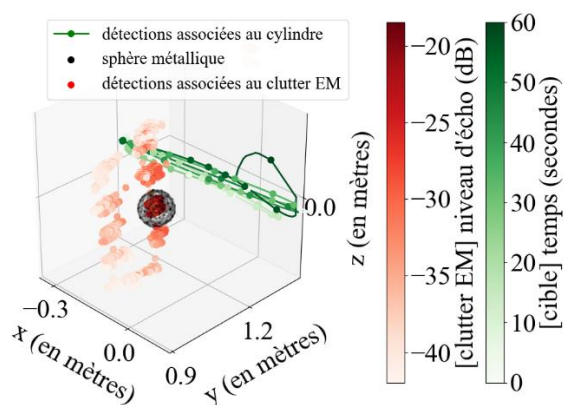 détections associées au cylindre
sphère métallique
détections associées au clutter EM
x (en mètres)
−0.3
0.0
y (en mètres)
0.9
1.2
z (en mètres)
0.0
[clutter EM] niveau d'écho (dB)
−20
−25
−30
−35
−40
[cible] temps (secondes)
60
50
40
30
20
10
0